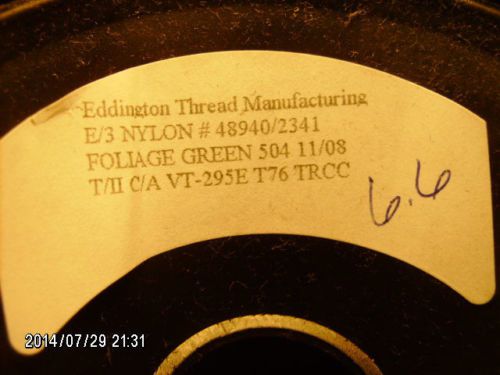 Eddington Thread Manufacturing
E/3 NYLON # 48940/2341
FOLIAGE GREEN 504 11/08
T/II C/A VT-295E T76 TRCC
6.6
2014/07/29 21:31